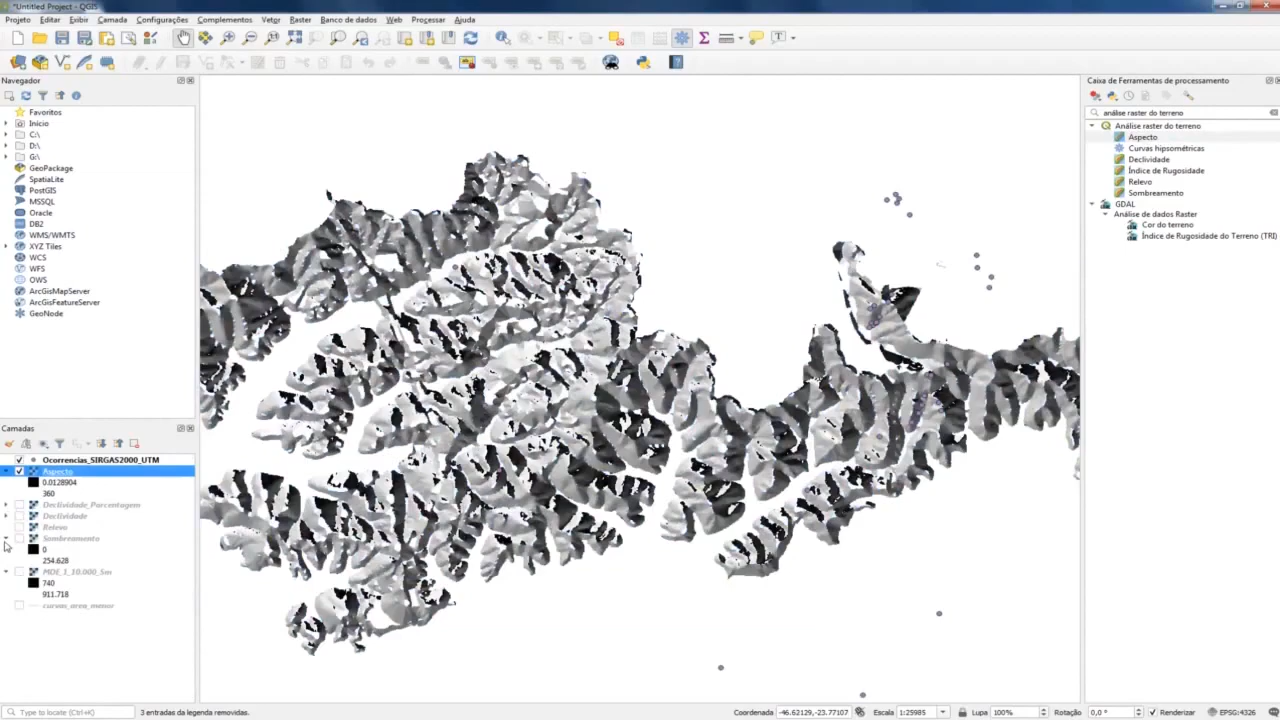 *Untitled Project - QGIS
Projeto Editar Exibir Camada Configurações Complementos Vetor Raster Banco de dados Web Processar Ajuda
Navegador
Favoritos
Início
C:\
D:\
G:\
GeoPackage
SpatiaLite
PostGIS
MSSQL
Oracle
DB2
WMS/WMTS
XYZ Tiles
WCS
WFS
OWS
ArcGisMapServer
ArcGisFeatureServer
GeoNode
Camadas
Ocorrencias_SIRGAS2000_UTM
Aspecto
0.0128904
360
Declividade_Porcentagem
Declividade
Relevo
Sombreamento
0
254.628
MDE_1_10.000_5m
740
911.718
curvas_area_menor
Caixa de Ferramentas de processamento
análise raster do terreno
Análise raster do terreno
Aspecto
Curvas hipsométricas
Declividade
Índice de Rugosidade
Relevo
Sombreamento
GDAL
Análise de dados Raster
Cor do terreno
Índice de Rugosidade do Terreno (TRI)
Type to locate (Ctrl+K) 3 entradas da legenda removidas. Coordenada -46.62129,-23.77107 Escala 1:25985 Lupa 100% Rotação 0,0 ° Renderizar EPSG:4326